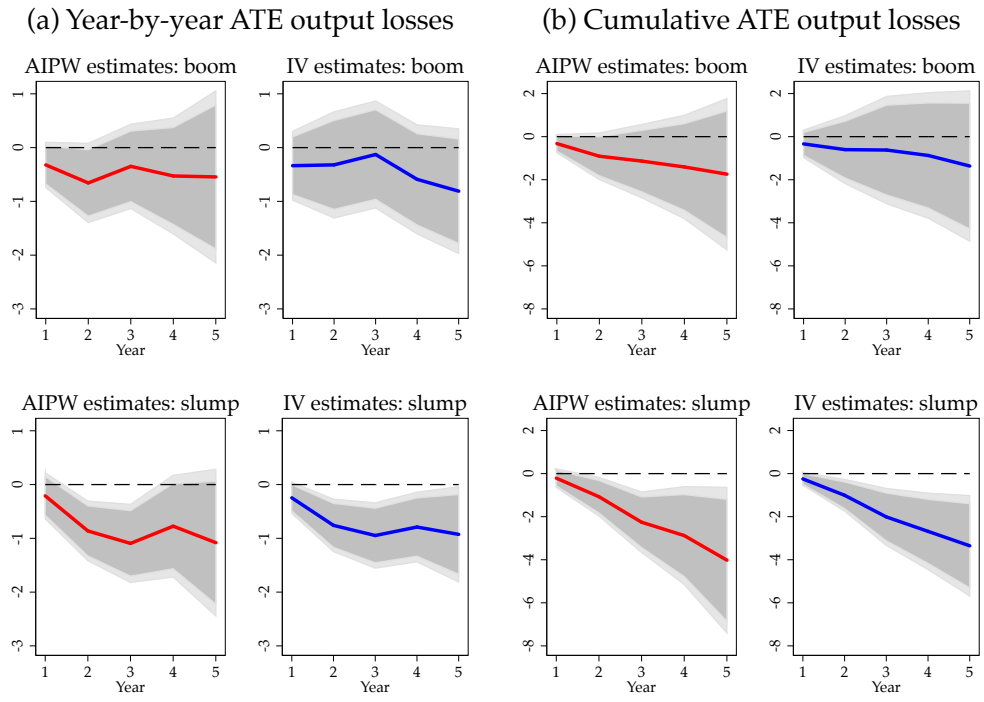 (a) Year-by-year ATE output losses
(b) Cumulative ATE output losses
AIPW estimates: boom
1
0
-1
-2
-3
1 2 3 4 5
Year
IV estimates: boom
1
0
-1
-2
-3
1 2 3 4 5
Year
AIPW estimates: boom
2
0
-2
-4
-6
-8
1 2 3 4 5
Year
IV estimates: boom
2
0
-2
-4
-6
-8
1 2 3 4 5
Year
AIPW estimates: slump
1
0
-1
-2
-3
1 2 3 4 5
Year
IV estimates: slump
1
0
-1
-2
-3
1 2 3 4 5
Year
AIPW estimates: slump
2
0
-2
-4
-6
-8
1 2 3 4 5
Year
IV estimates: slump
2
0
-2
-4
-6
-8
1 2 3 4 5
Year